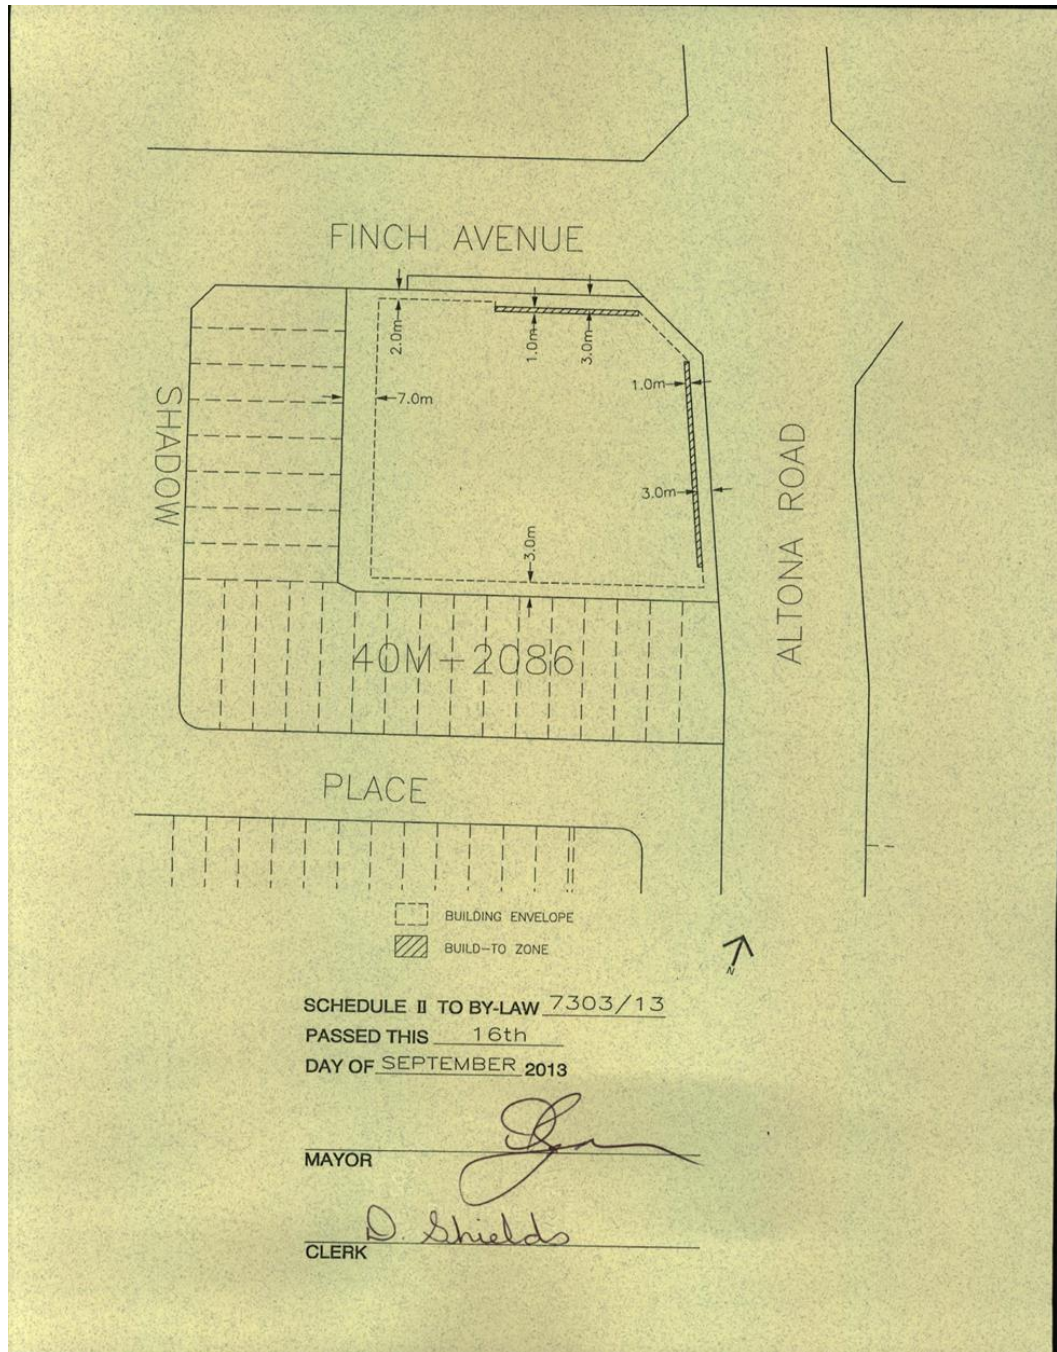 FINCH AVENUE
2.0m
1.0m
3.0m
1.0m
7.0m
SHADOW
3.0m
3.0m
ALTONA ROAD
40M-2086
PLACE
BUILDING ENVELOPE
BUILD-TO ZONE
N
SCHEDULE II TO BY-LAW 7303/13
PASSED THIS 16th
DAY OF SEPTEMBER 2013
MAYOR
D. Shields
CLERK